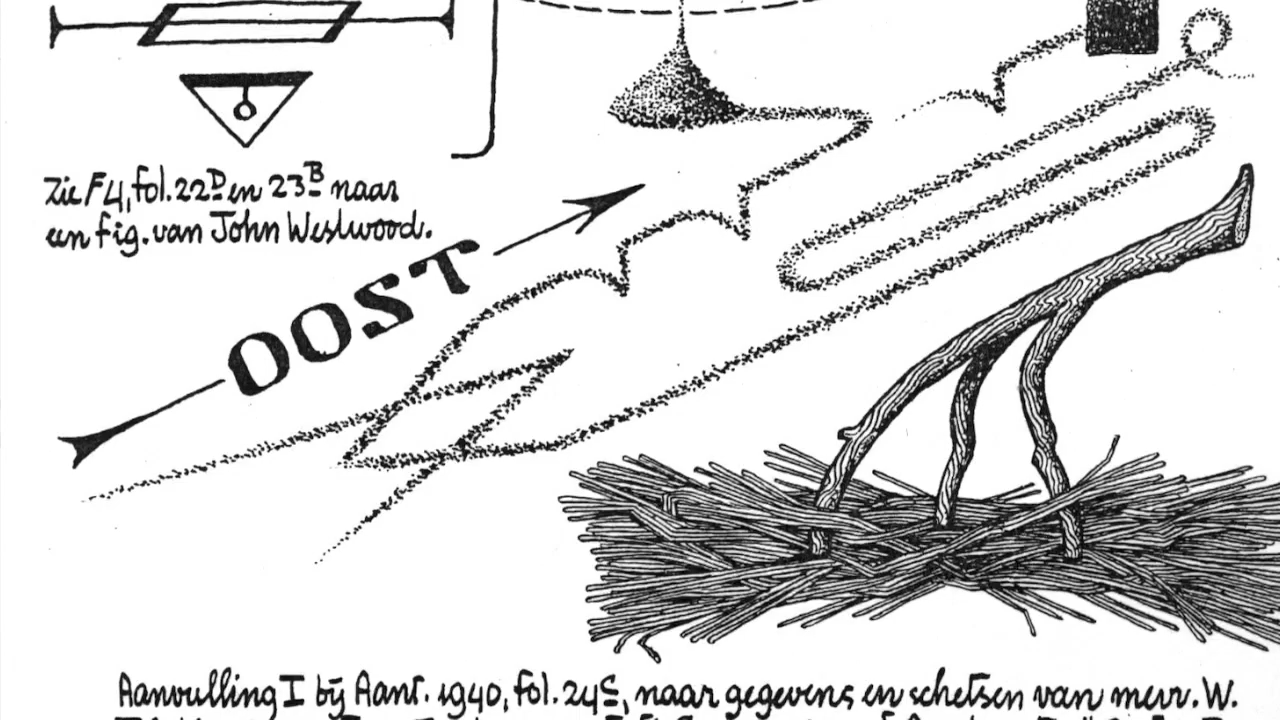 Zie F4, fol. 22D en 23B naar
een fig. van John Westwood.
OOST
Aanvulling I bij Aant. 1940, fol. 24C, naar gegevens en schetsen van mevr. W.